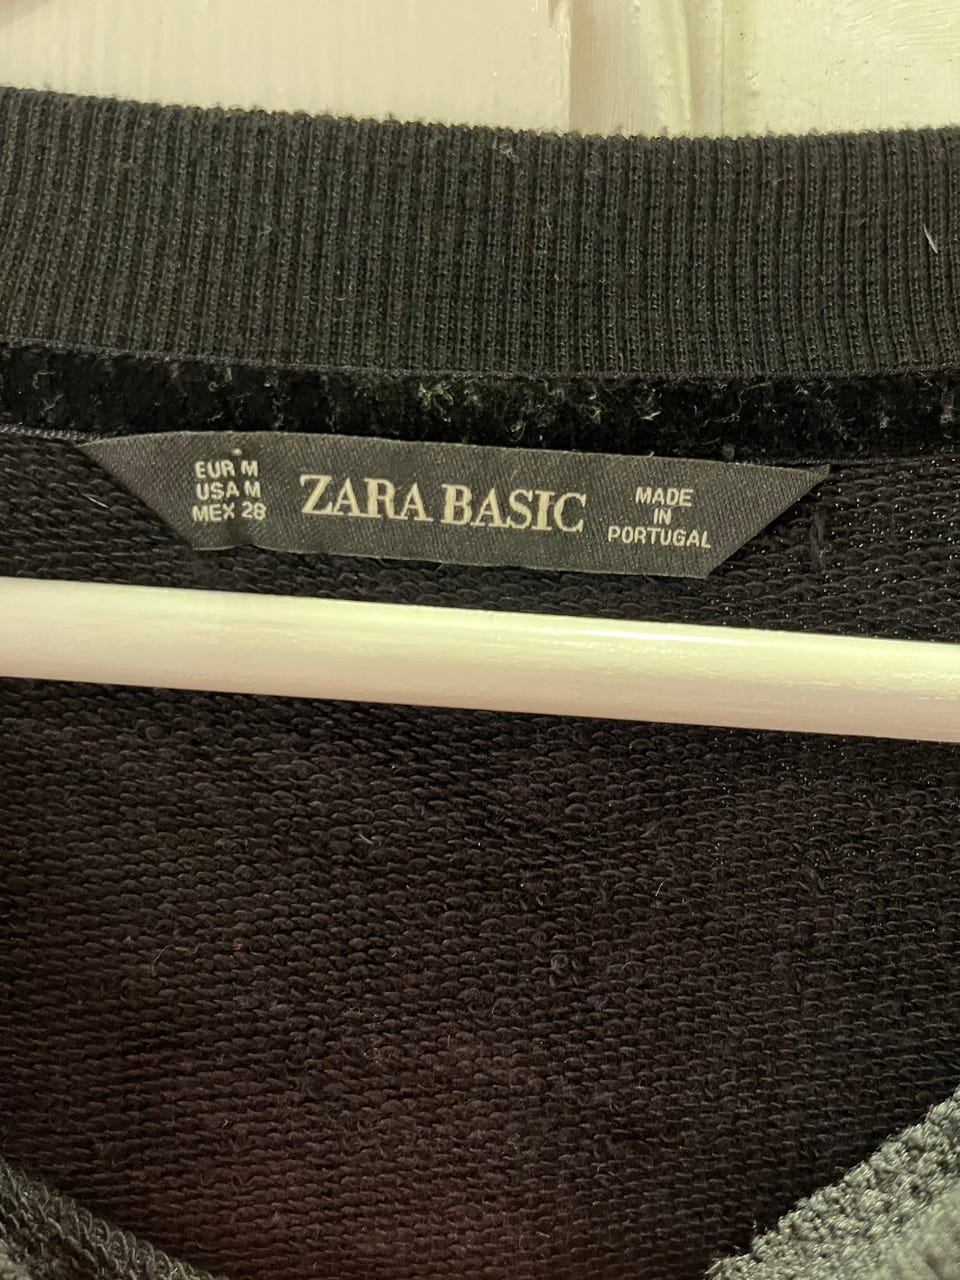 EUR M
USA M
MEX 28
ZARA BASIC
MADE
IN
PORTUGAL